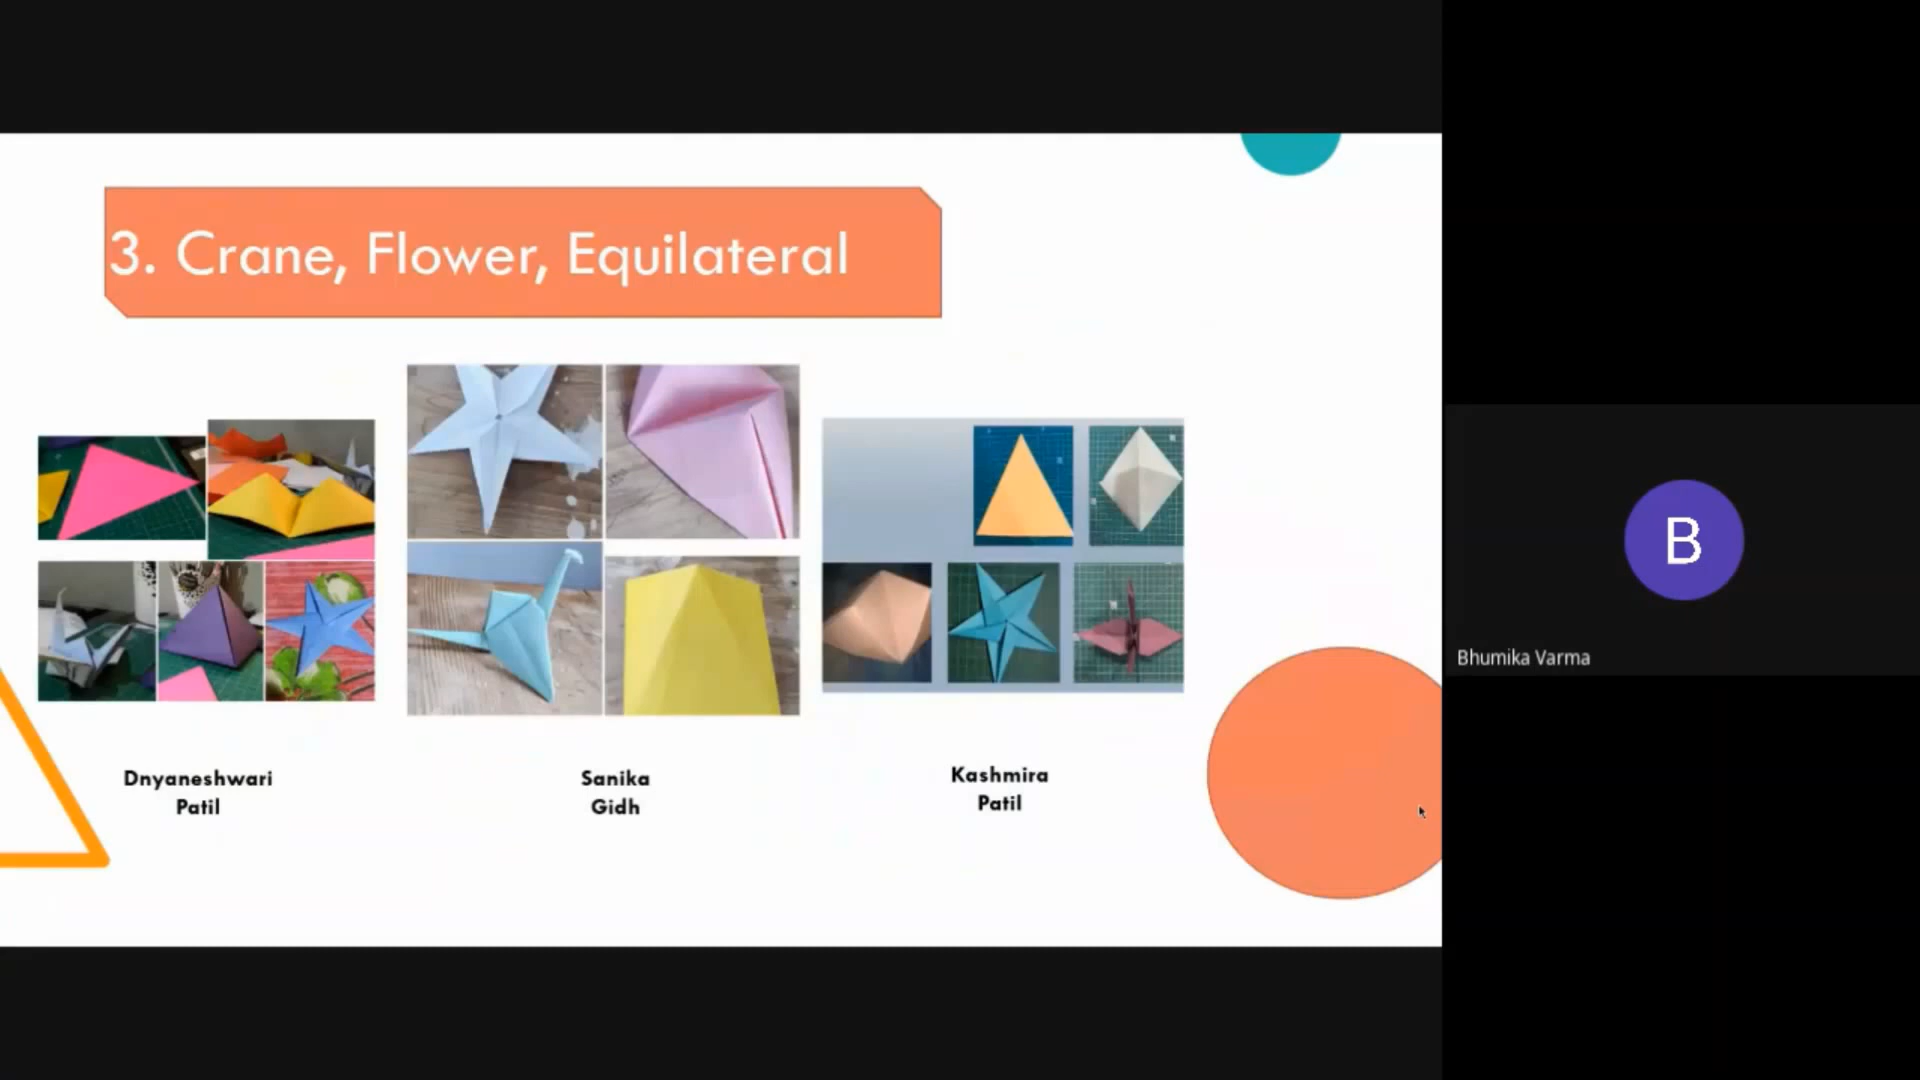 3. Crane, Flower, Equilateral
Dnyaneshwari
Patil
Sanika
Gidh
Kashmira
Patil
B
Bhumika Varma